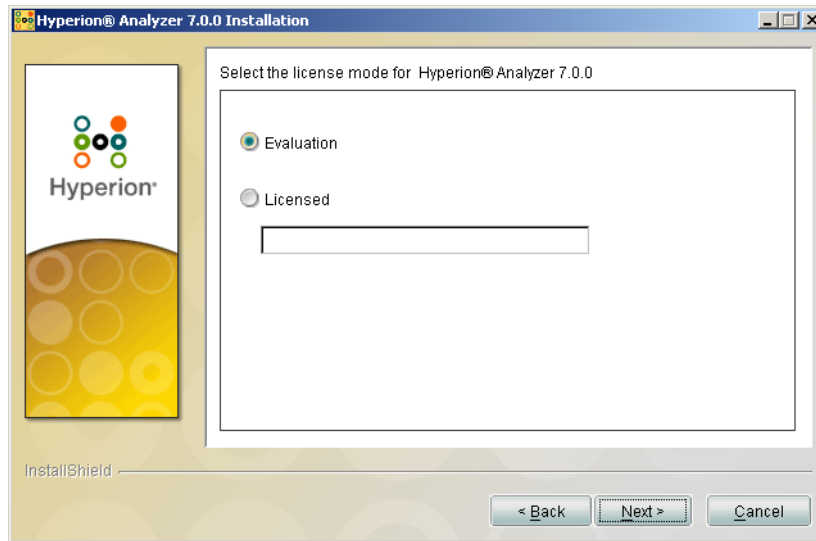 Hyperion® Analyzer 7.0.0 Installation
Select the license mode for Hyperion® Analyzer 7.0.0
Evaluation
Hyperion®
Licensed
InstallShield
< Back
Next >
Cancel